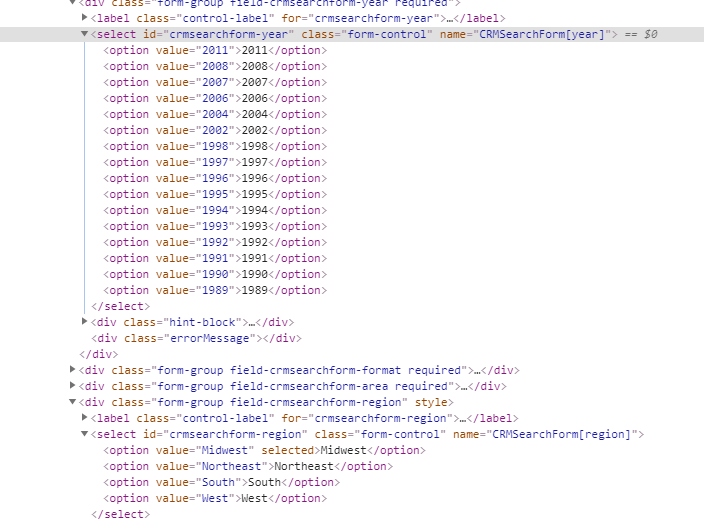 <div class="form-group field-crmsearchform-year required">
<label class="control-label" for="crmsearchform-year">…</label>
<select id="crmsearchform-year" class="form-control" name="CRMSearchForm[year]"> == $0
<option value="2011">2011</option>
<option value="2008">2008</option>
<option value="2007">2007</option>
<option value="2006">2006</option>
<option value="2004">2004</option>
<option value="2002">2002</option>
<option value="1998">1998</option>
<option value="1997">1997</option>
<option value="1996">1996</option>
<option value="1995">1995</option>
<option value="1994">1994</option>
<option value="1993">1993</option>
<option value="1992">1992</option>
<option value="1991">1991</option>
<option value="1990">1990</option>
<option value="1989">1989</option>
</select>
<div class="hint-block">…</div>
<div class="errorMessage"></div>
</div>
<div class="form-group field-crmsearchform-format required">…</div>
<div class="form-group field-crmsearchform-area required">…</div>
<div class="form-group field-crmsearchform-region" style>
<label class="control-label" for="crmsearchform-region">…</label>
<select id="crmsearchform-region" class="form-control" name="CRMSearchForm[region]">
<option value="Midwest" selected>Midwest</option>
<option value="Northeast">Northeast</option>
<option value="South">South</option>
<option value="West">West</option>
</select>